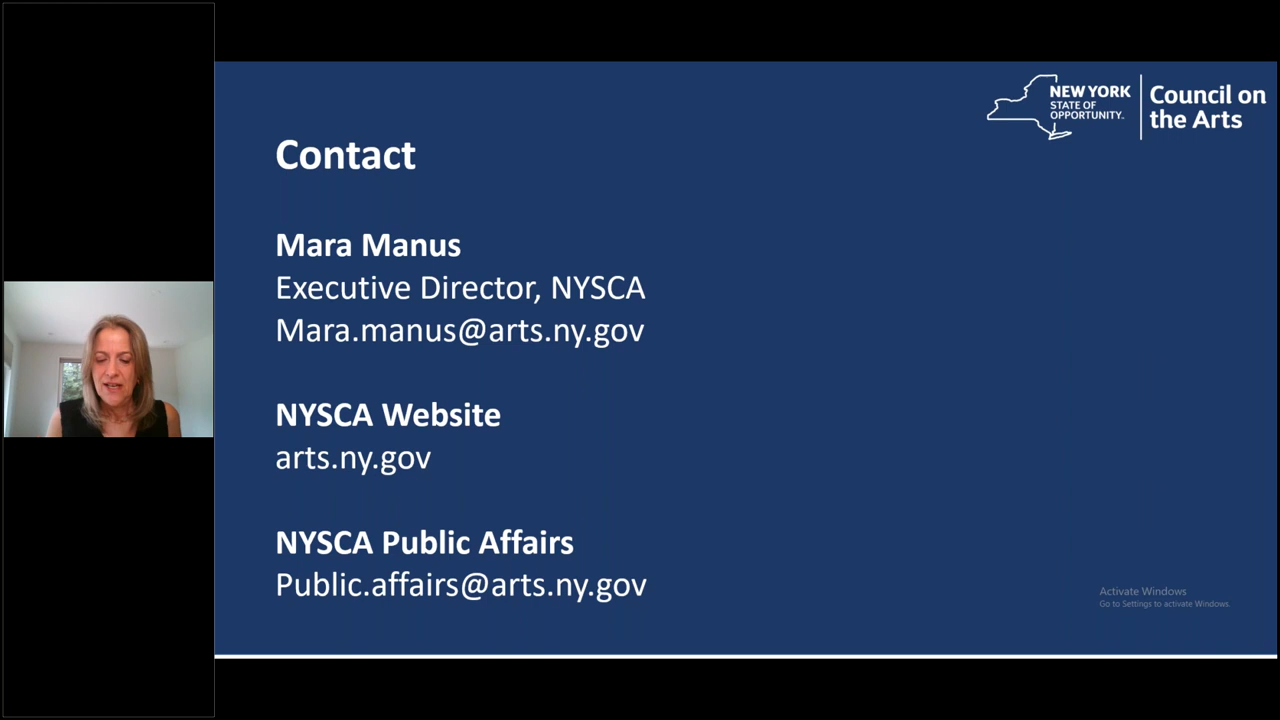 NEW YORK
STATE OF
OPPORTUNITY™
Council on
the Arts
Contact
Mara Manus
Executive Director, NYSCA
Mara.manus@arts.ny.gov
NYSCA Website
arts.ny.gov
NYSCA Public Affairs
Public.affairs@arts.ny.gov
Activate Windows
Go to Settings to activate Windows.